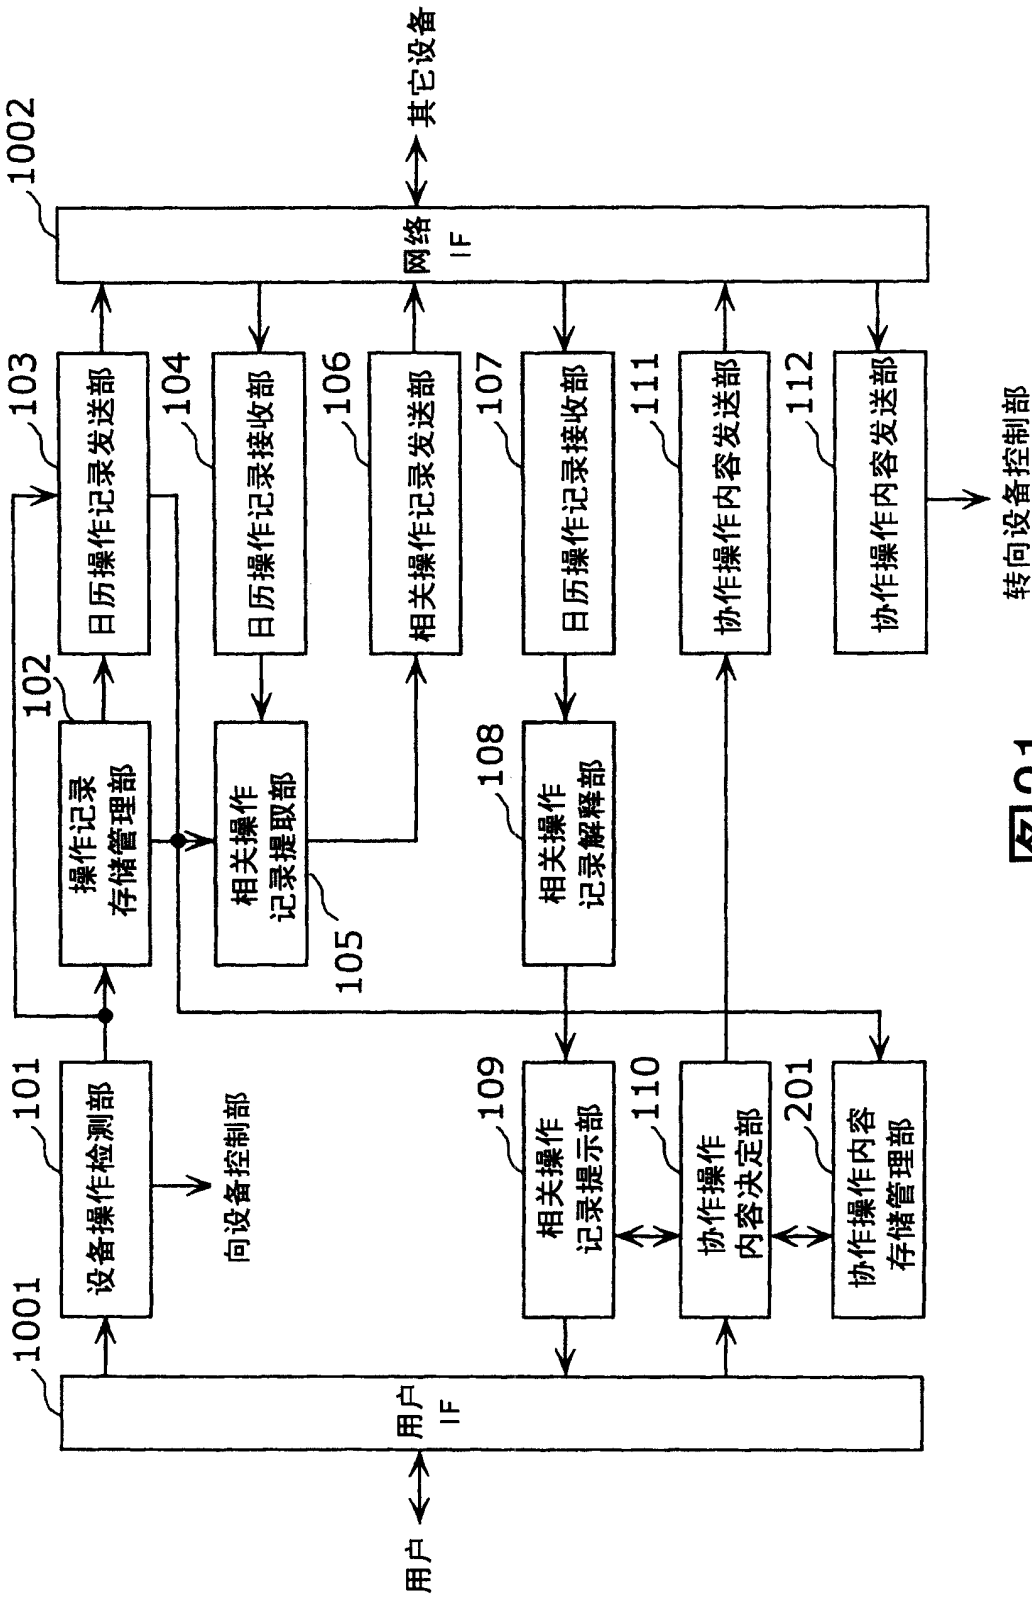 1001
101
102
103
1002
设备操作检测部
操作记录
存储管理部
日历操作记录发送部
104
向设备控制部
105
相关操作
记录提取部
日历操作记录接收部
106
相关操作记录发送部
用户
用户
IF
网络
IF
其它设备
109
108
107
相关操作
记录提示部
相关操作
记录解释部
日历操作记录接收部
110
111
协作操作
内容决定部
协作操作内容发送部
201
112
协作操作内容
存储管理部
协作操作内容发送部
转向设备控制部